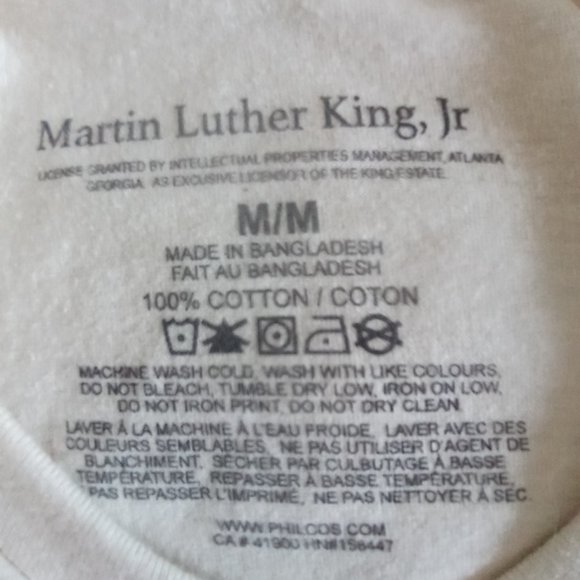 Martin Luther King, Jr
LICENSE GRANTED BY INTELLECTUAL PROPERTIES MANAGEMENT, ATLANTA
GEORGIA. AS EXCLUSIVE LICENSOR OF THE KING ESTATE.
M/M
MADE IN BANGLADESH
FAIT AU BANGLADESH
100% COTTON / COTON
MACHINE WASH COLD, WASH WITH LIKE COLOURS,
DO NOT BLEACH, TUMBLE DRY LOW, IRON ON LOW,
DO NOT IRON PRINT, DO NOT DRY CLEAN
LAVER À LA MACHINE À L'EAU FROIDE, LAVER AVEC DES
COULEURS SEMBLABLES, NE PAS UTILISER D'AGENT DE
BLANCHIMENT, SÉCHER PAR CULBUTAGE À BASSE
TEMPÉRATURE, REPASSER À BASSE TEMPÉRATURE,
PAS REPASSER L'IMPRIMÉ, NE PAS NETTOYER À SEC.
WWW.PHILCOS.COM
CA# 41900 HN#156447